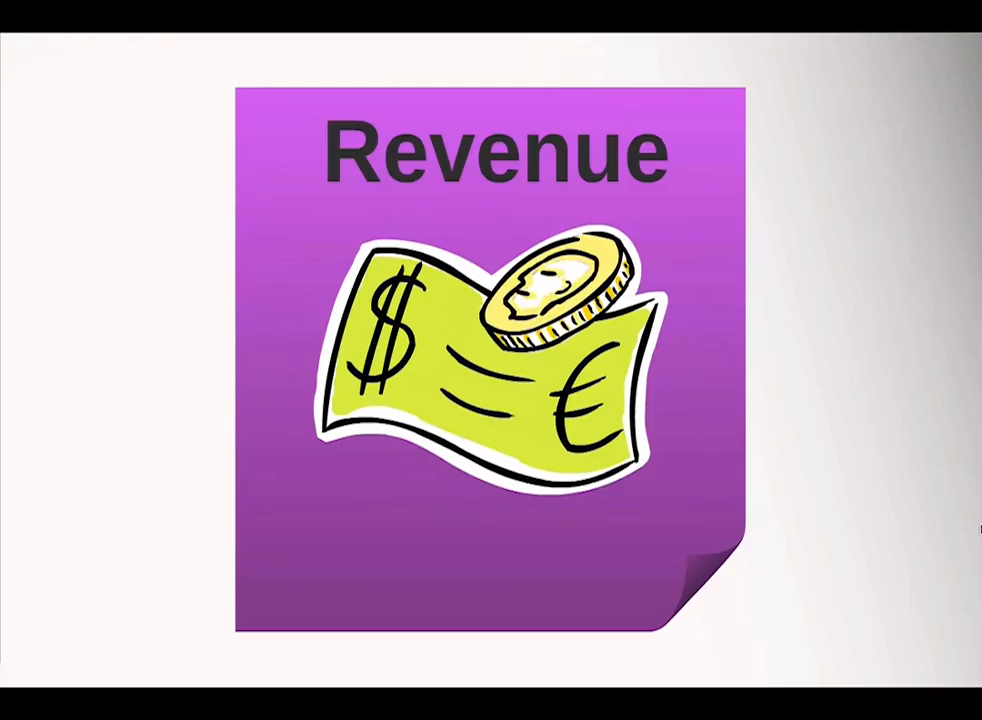 Revenue
$ = €